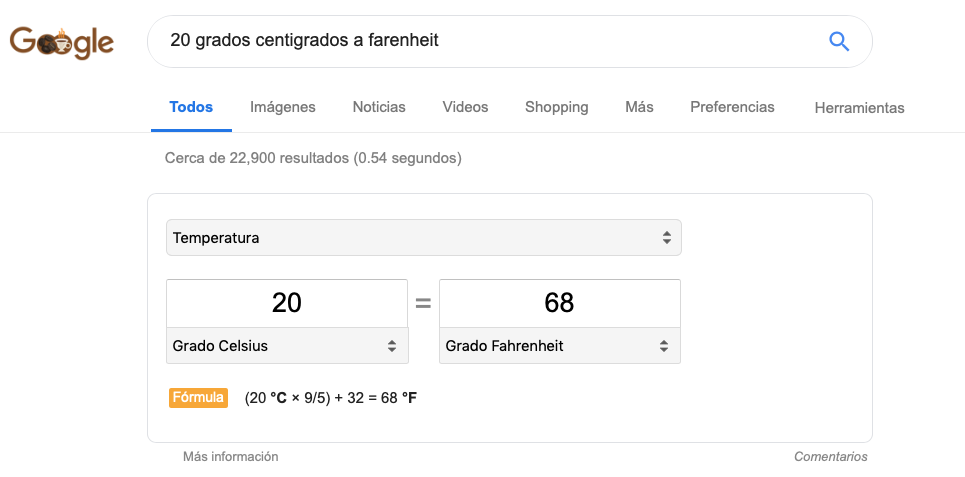 Google
20 grados centigrados a farenheit
Todos Imágenes Noticias Videos Shopping Más Preferencias Herramientas
Cerca de 22,900 resultados (0.54 segundos)
Temperatura
20 = 68
Grado Celsius Grado Fahrenheit
Fórmula (20 °C × 9/5) + 32 = 68 °F
Más información Comentarios